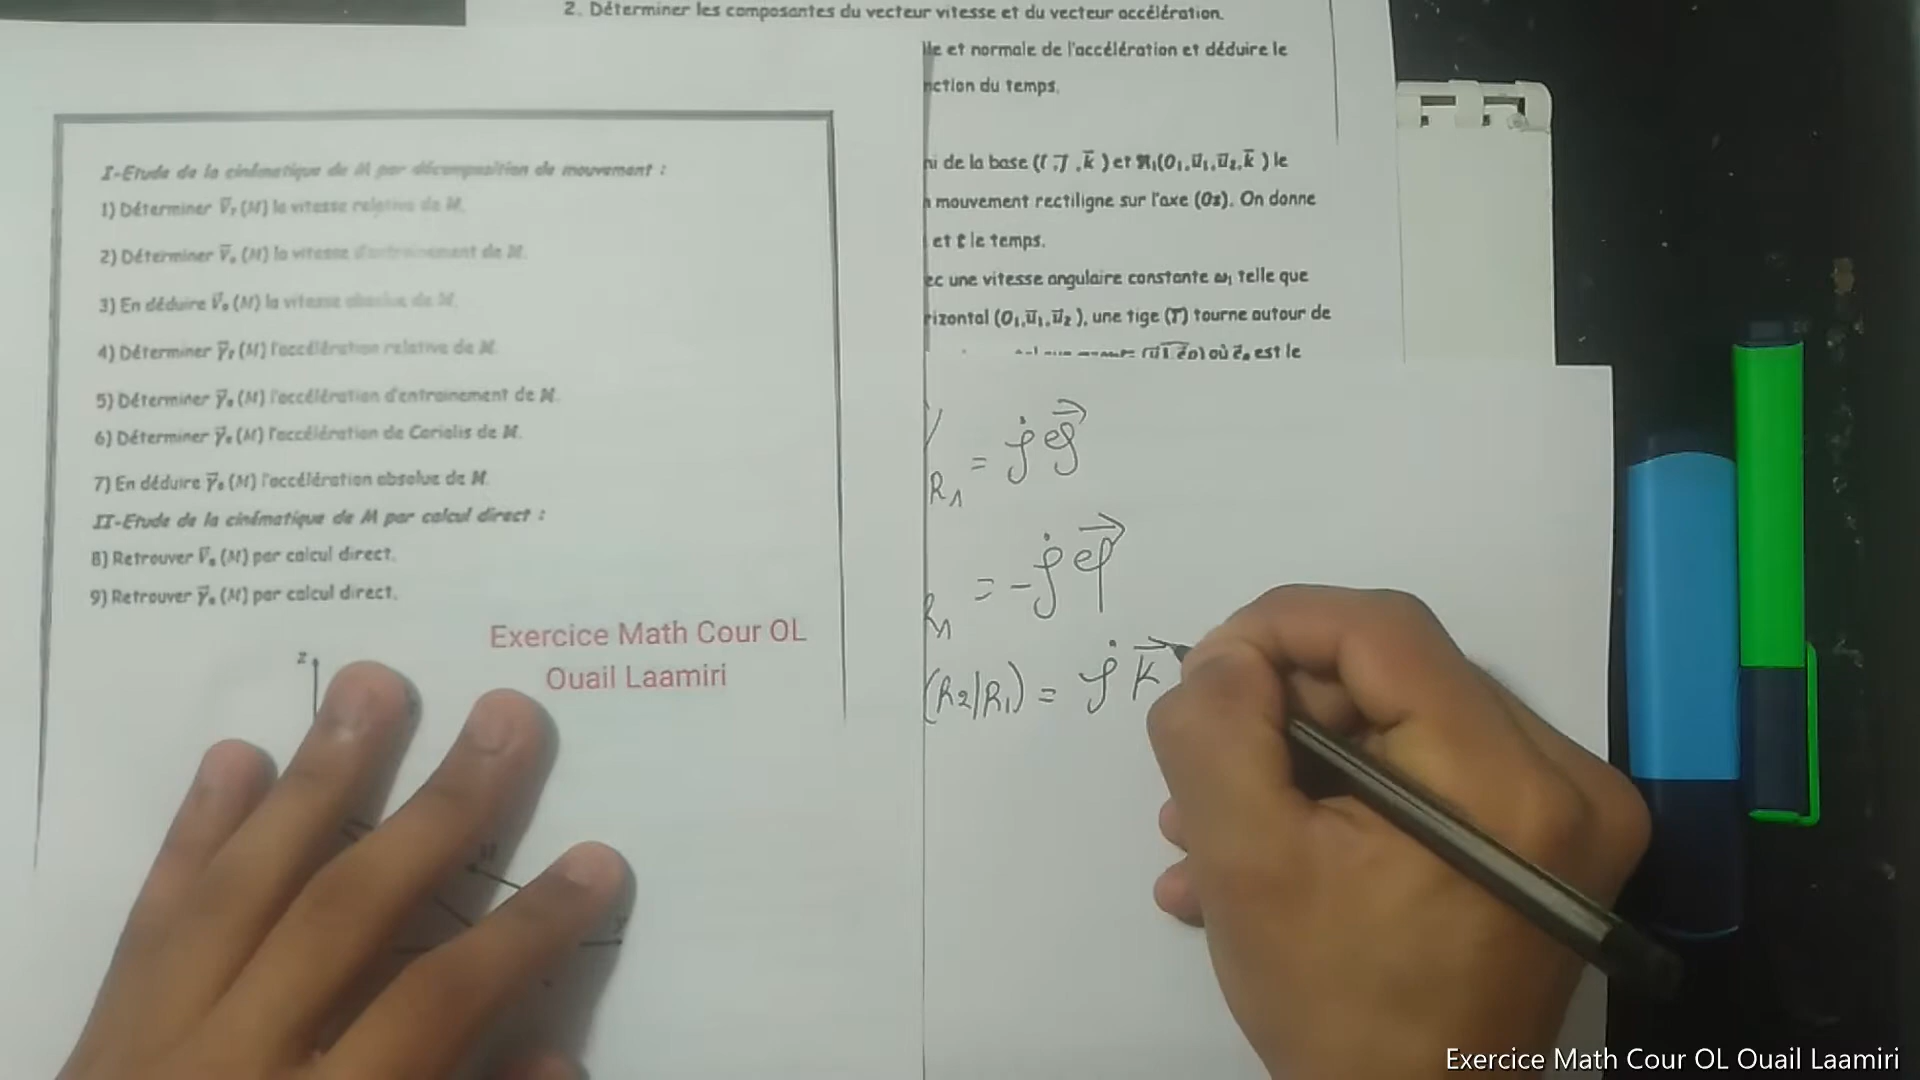 2. Déterminer les composantes du vecteur vitesse et du vecteur accélération.
lle et normale de l'accélération et déduire le
nction du temps.
ni de la base (i⃗, j⃗, k⃗) et ℜ₁(O₁,u⃗₁,u⃗₂,k⃗) le
mouvement rectiligne sur l'axe (Oz). On donne
et t le temps.
ec une vitesse angulaire constante ω₁ telle que
rizontal (O₁,u⃗₁,u⃗₂), une tige (T) tourne autour de
où e⃗ₚ est le
I-Etude de la cinématique de M par décomposition de mouvement :
1) Déterminer V⃗ᵣ(M) la vitesse relative de M.
2) Déterminer V⃗ₑ(M) la vitesse d'entrainement de M.
3) En déduire V⃗ₐ(M) la vitesse absolue de M.
4) Déterminer γ⃗ᵣ(M) l'accélération relative de M.
5) Déterminer γ⃗ₑ(M) l'accélération d'entrainement de M.
6) Déterminer γ⃗c(M) l'accélération de Coriolis de M.
7) En déduire γ⃗ₐ(M) l'accélération absolue de M.
II-Etude de la cinématique de M par calcul direct :
8) Retrouver V⃗ₐ(M) par calcul direct.
9) Retrouver γ⃗ₐ(M) par calcul direct.
Exercice Math Cour OL
Ouail Laamiri
z
M
y
R₁ = ρ̇ e⃗ρ
R₁ = -ρ̇ e⃗φ
(R₂/R₁) = φ̇ k⃗
Exercice Math Cour OL Ouail Laamiri